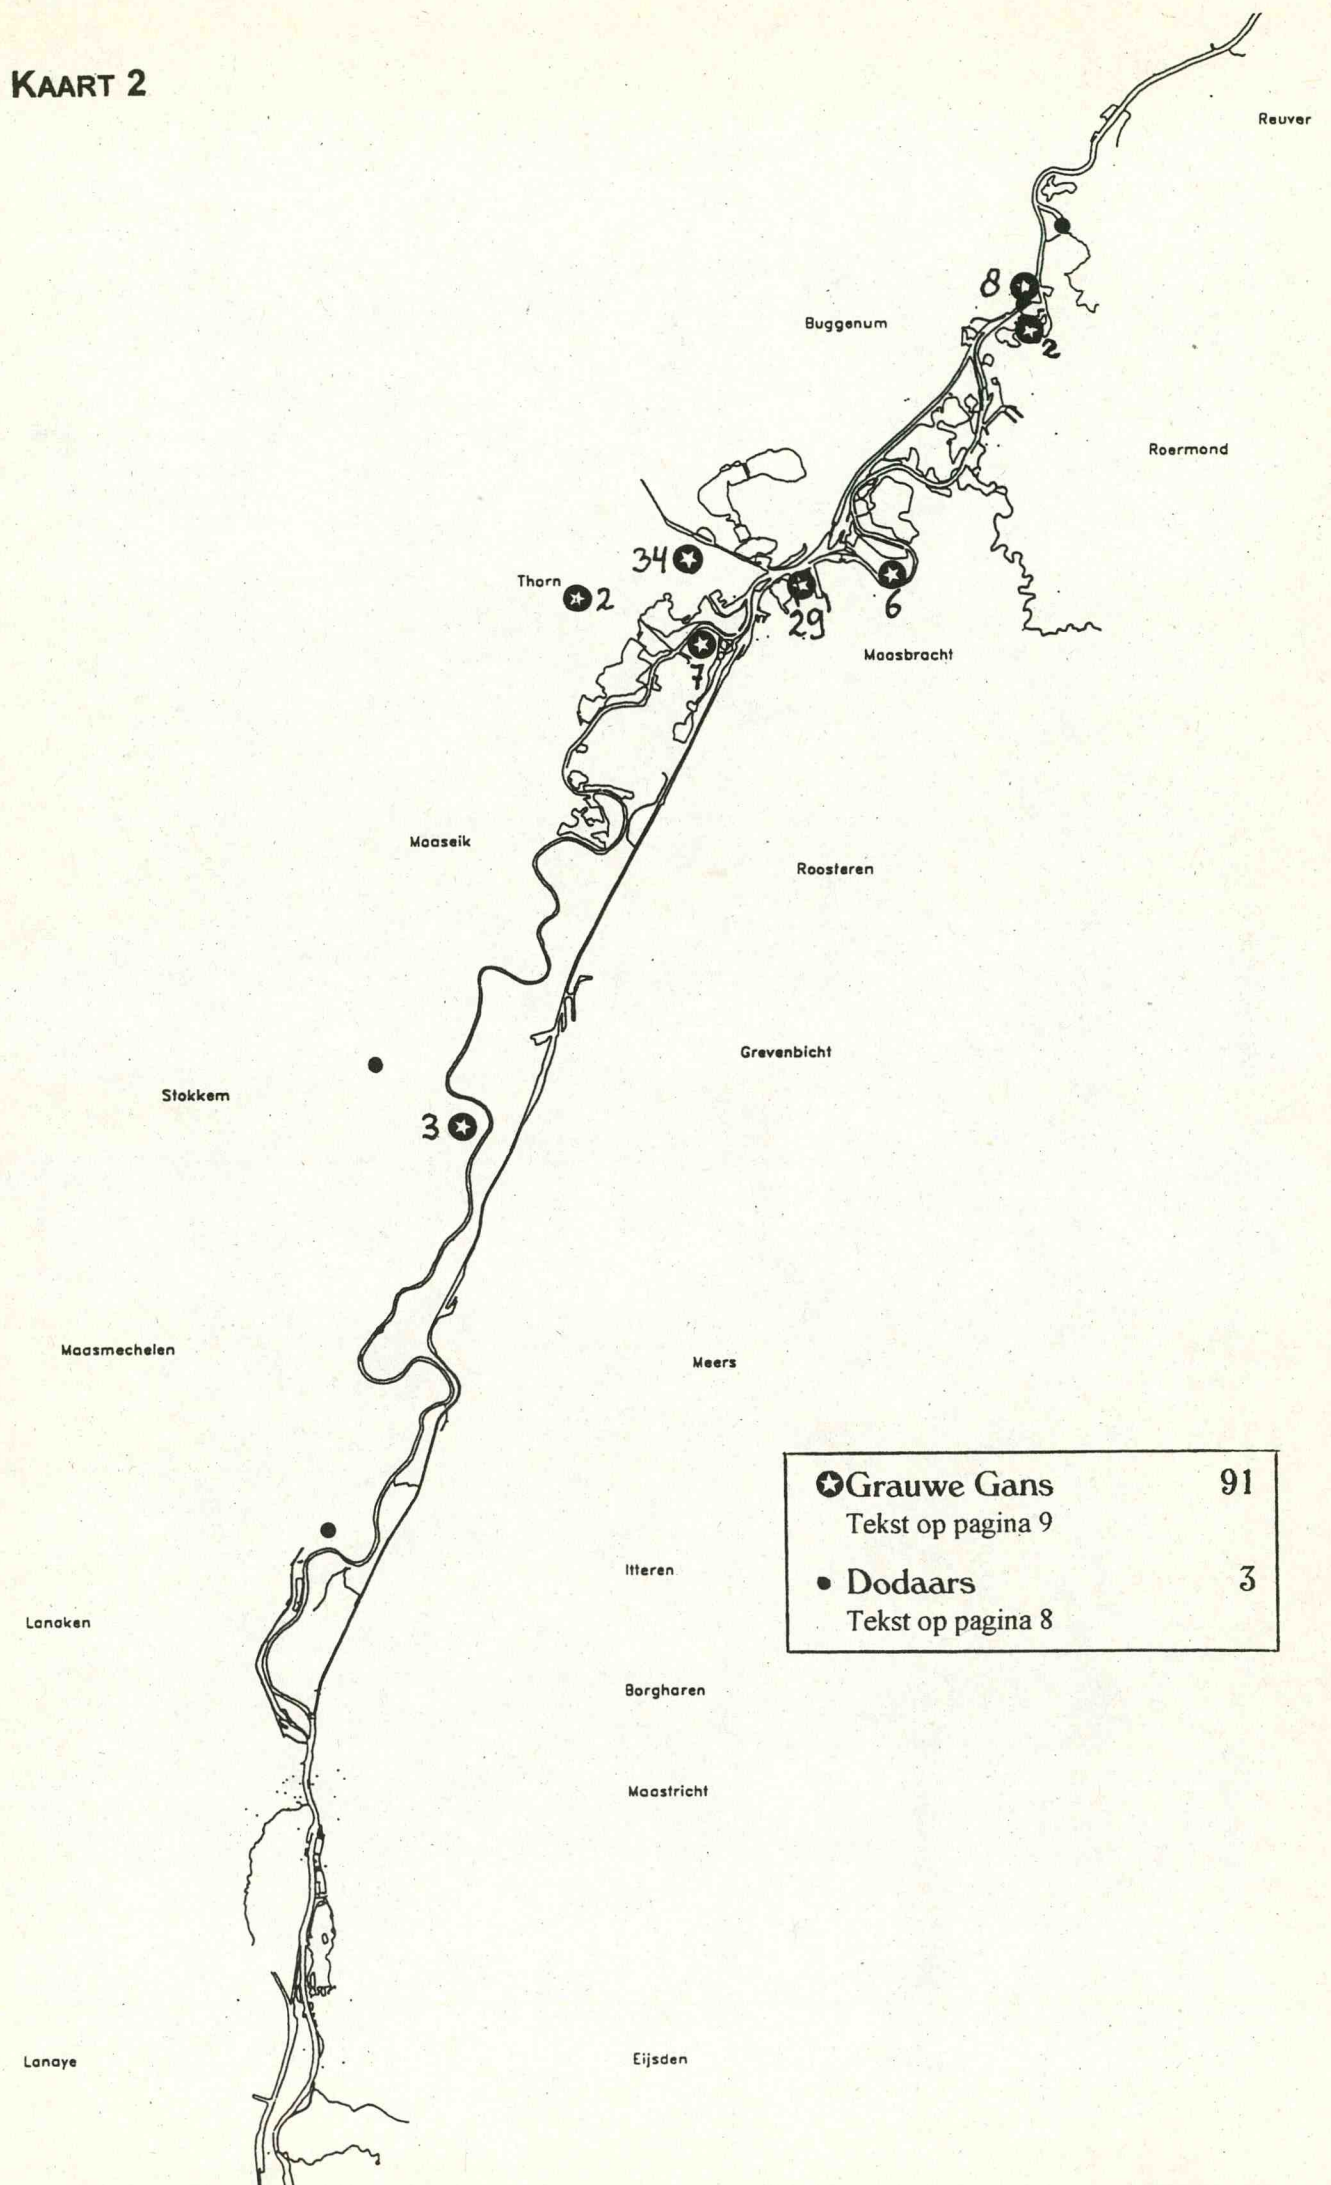 KAART 2
Reuver
8
Buggenum
2
Roermond
34
Thorn
2
6
29
7
Maasbracht
Maaseik
Roosteren
Grevenbicht
Stokkem
3
Maasmechelen
Meers
Grauwe Gans 91
Tekst op pagina 9
Dodaars 3
Tekst op pagina 8
Itteren
Lanaken
Borgharen
Maastricht
Lanaye
Eijsden